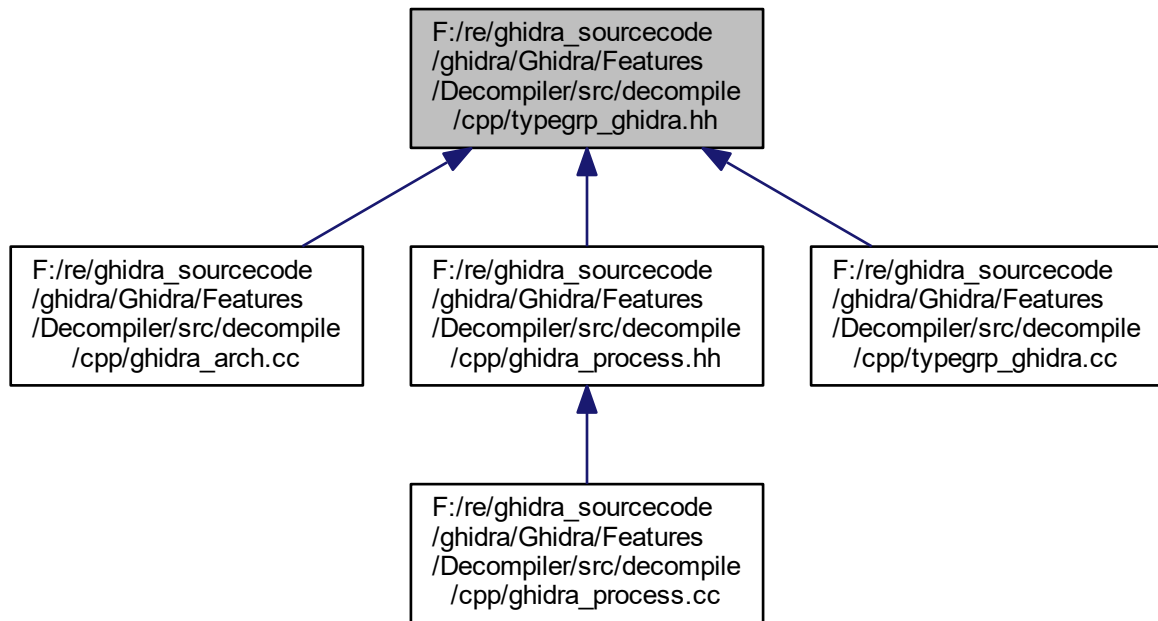 F:/re/ghidra_sourcecode
/ghidra/Ghidra/Features
/Decompiler/src/decompile
/cpp/typegrp_ghidra.hh
F:/re/ghidra_sourcecode
/ghidra/Ghidra/Features
/Decompiler/src/decompile
/cpp/ghidra_arch.cc
F:/re/ghidra_sourcecode
/ghidra/Ghidra/Features
/Decompiler/src/decompile
/cpp/ghidra_process.hh
F:/re/ghidra_sourcecode
/ghidra/Ghidra/Features
/Decompiler/src/decompile
/cpp/typegrp_ghidra.cc
F:/re/ghidra_sourcecode
/ghidra/Ghidra/Features
/Decompiler/src/decompile
/cpp/ghidra_process.cc